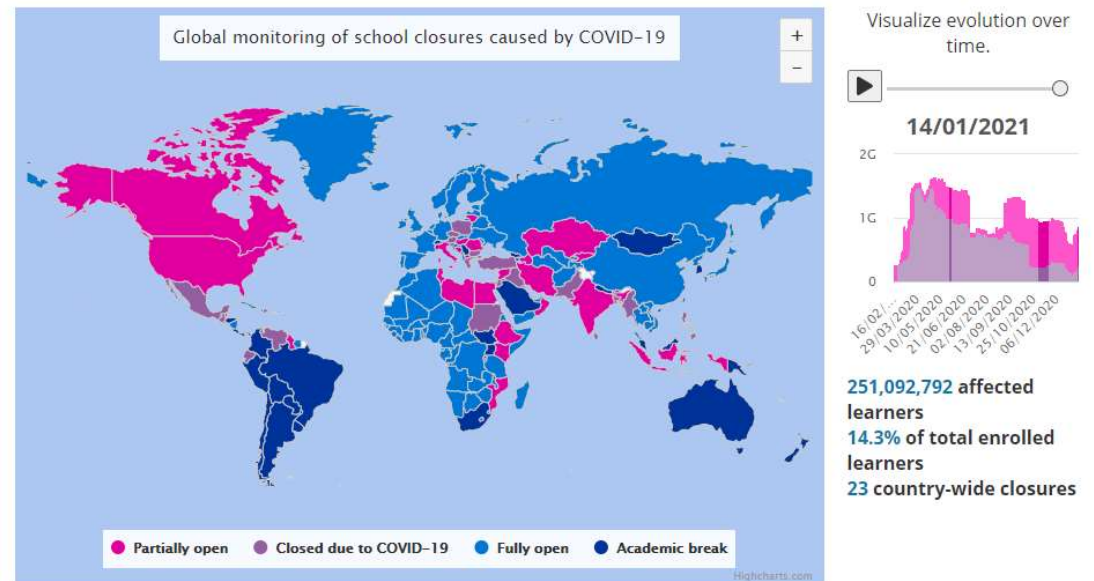 Global monitoring of school closures caused by COVID-19
+
−
Partially open
Closed due to COVID-19
Fully open
Academic break
Highcharts.com
Visualize evolution over
time.
14/01/2021
2G
1G
0
16/02/...
29/03/2020
10/05/2020
21/06/2020
02/08/2020
13/09/2020
25/10/2020
06/12/2020
251,092,792 affected
learners
14.3% of total enrolled
learners
23 country-wide closures